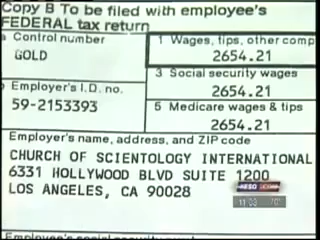 Copy B To be filed with employee's
FEDERAL tax return
a Control number
GOLD
1 Wages, tips, other comp
2654.21
3 Social security wages
2654.21
b Employer's I.D. no.
59-2153393
5 Medicare wages & tips
2654.21
Employer's name, address, and ZIP code
CHURCH OF SCIENTOLOGY INTERNATIONAL
6331 HOLLYWOOD BLVD SUITE 1200
LOS ANGELES, CA 90028